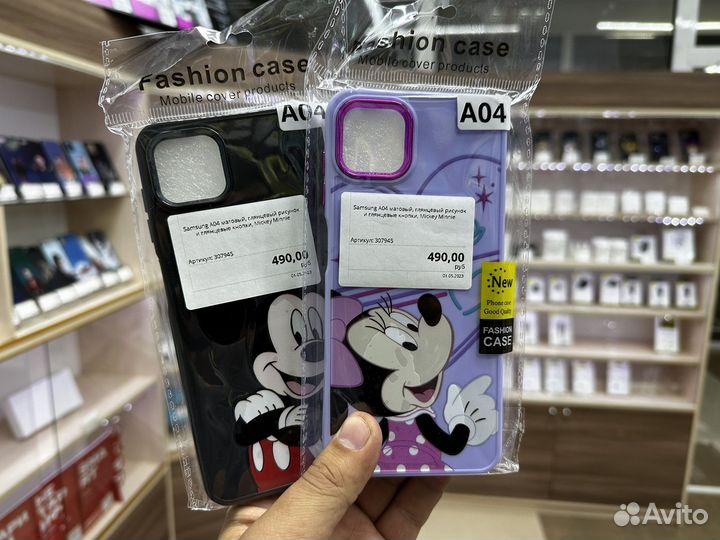 Fashion case
Mobile cover products
A04
Samsung A04 матовый, глянцевый рисунок
и глянцевые кнопки, Mickey Minnie
Артикул: 307945
490,00
руб
01.05.2023
Fashion case
Mobile cover products
A04
Samsung A04 матовый, глянцевый рисунок
и глянцевые кнопки, Mickey Minnie
Артикул: 307945
490,00
руб
01.05.2023
New
Phone case
Good Quality
FASHION
CASE
Avito